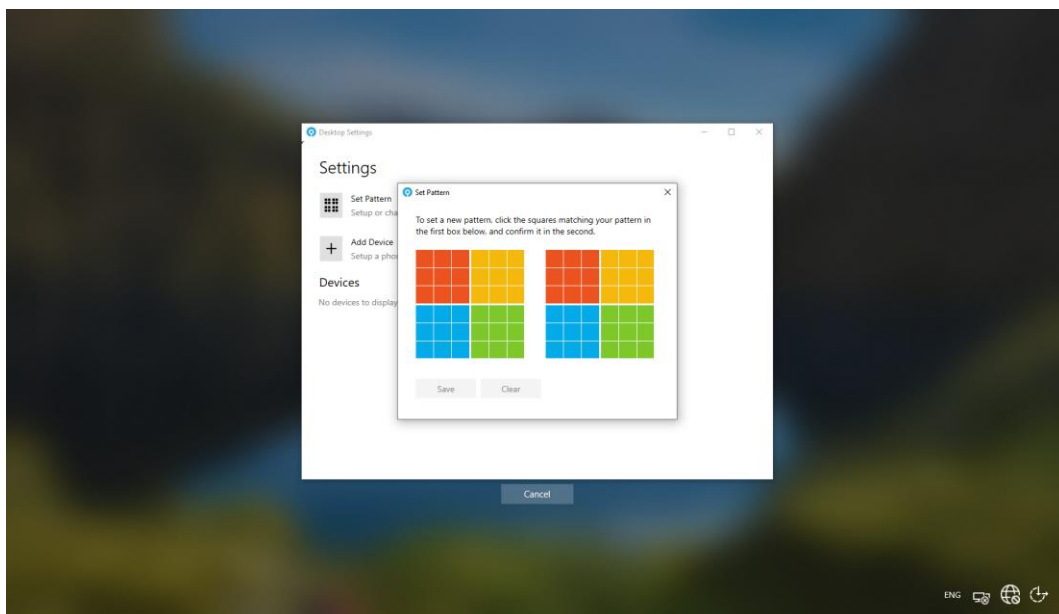 Desktop Settings
Settings
Set Pattern
Setup or cha
Add Device
Setup a phon
Devices
No devices to display
Set Pattern
To set a new pattern, click the squares matching your pattern in
the first box below, and confirm it in the second.
Save
Clear
Cancel
ENG